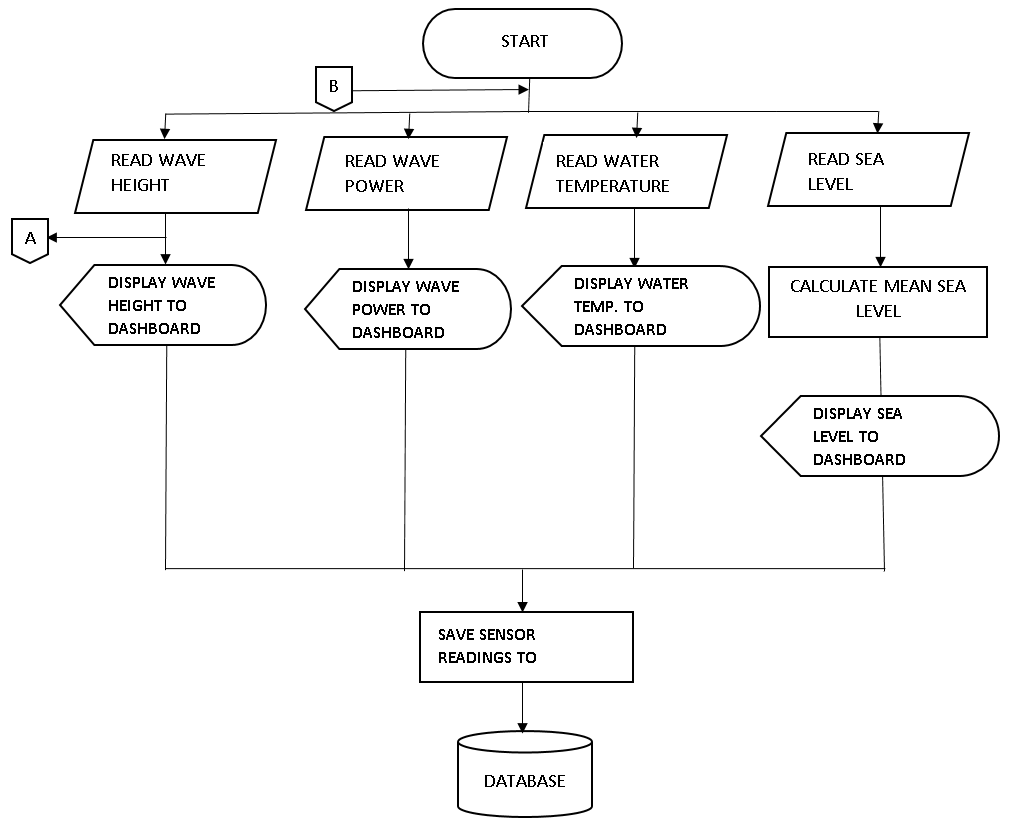 START
B
READ WAVE
HEIGHT
READ WAVE
POWER
READ WATER
TEMPERATURE
READ SEA
LEVEL
A
DISPLAY WAVE
HEIGHT TO
DASHBOARD
DISPLAY WAVE
POWER TO
DASHBOARD
DISPLAY WATER
TEMP. TO
DASHBOARD
CALCULATE MEAN SEA
LEVEL
DISPLAY SEA
LEVEL TO
DASHBOARD
SAVE SENSOR
READINGS TO
DATABASE